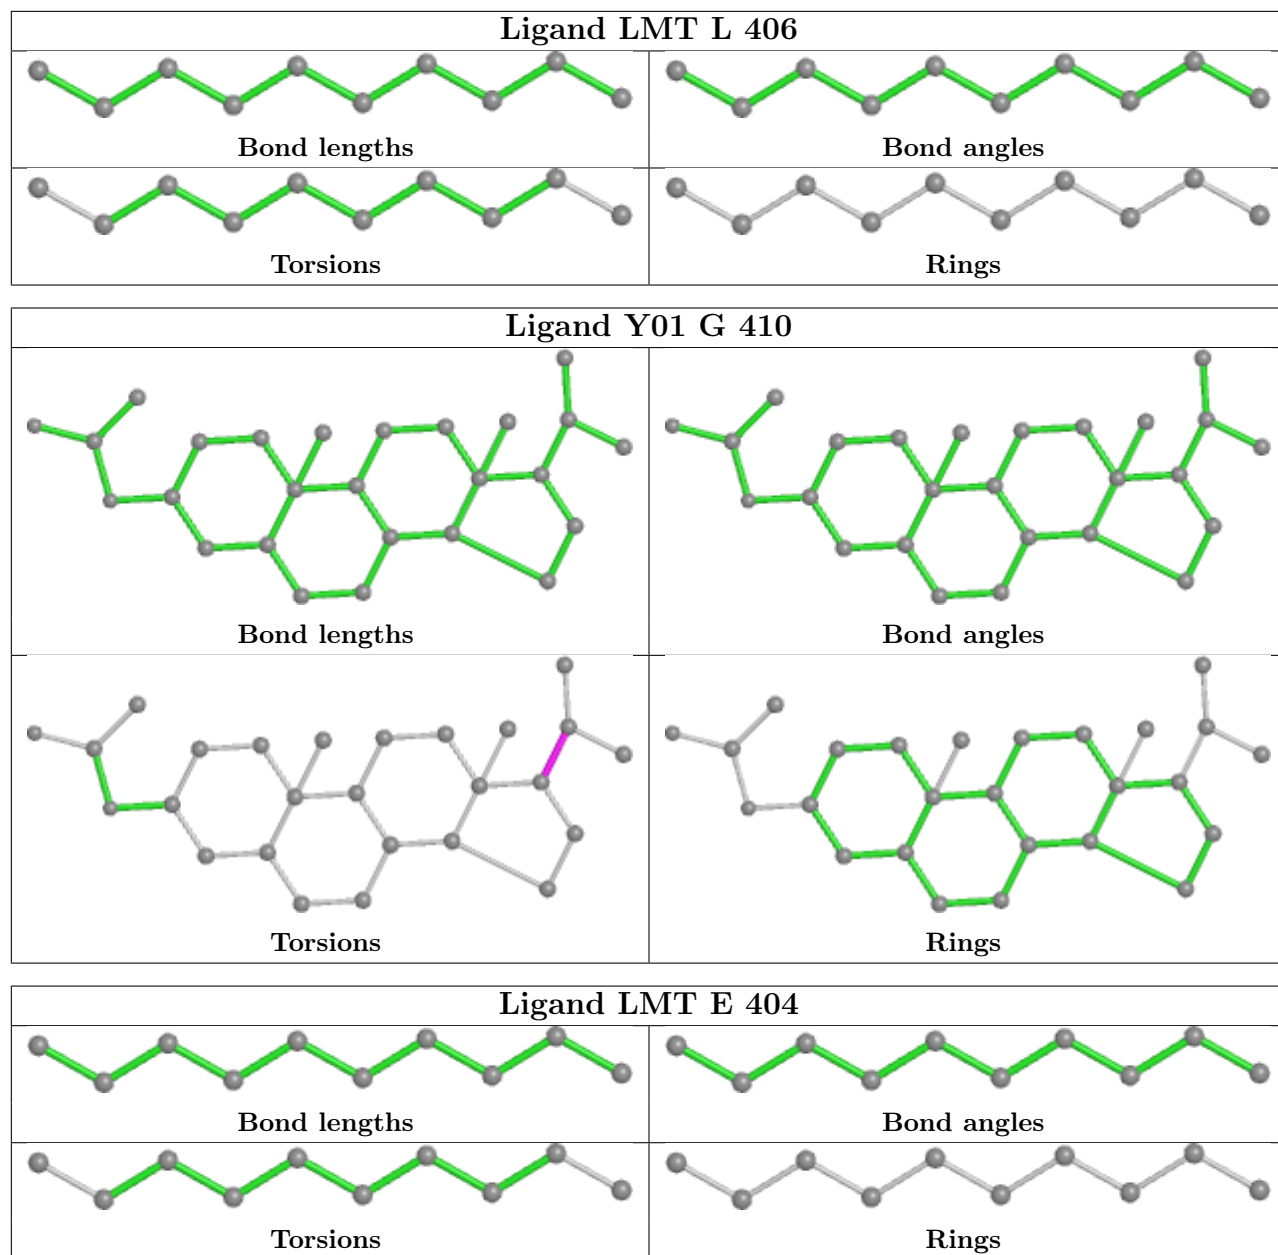 Ligand LMT L 406
Bond lengths
Bond angles
Torsions
Rings
Ligand Y01 G 410
Bond lengths
Bond angles
Torsions
Rings
Ligand LMT E 404
Bond lengths
Bond angles
Torsions
Rings